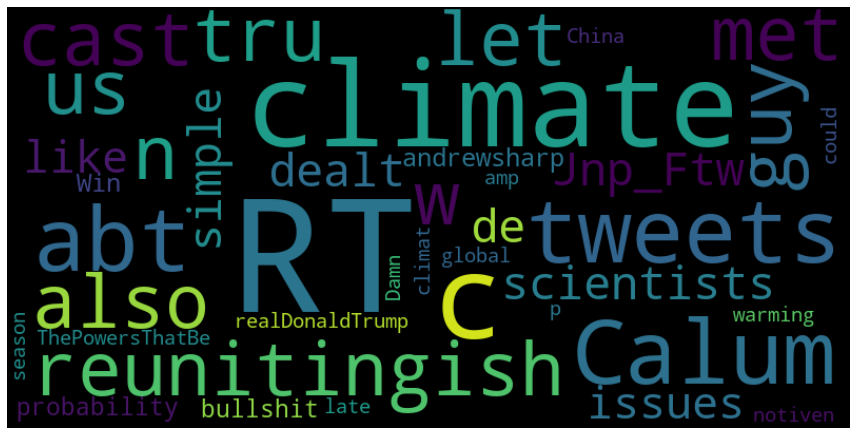 cast
tru
let
China
met
us
climate
guy
could
like
Win
n
simple
dealt
andrewsharp
amp
Jnp_Ftw
w
abt
RT
de
tweets
climat
global
Damn
c
scientists
also
realDonaldTrump
p
warming
season
ThePowersThatBe
reunitingish
Calum
probability
bullshit
late
issues
notiven